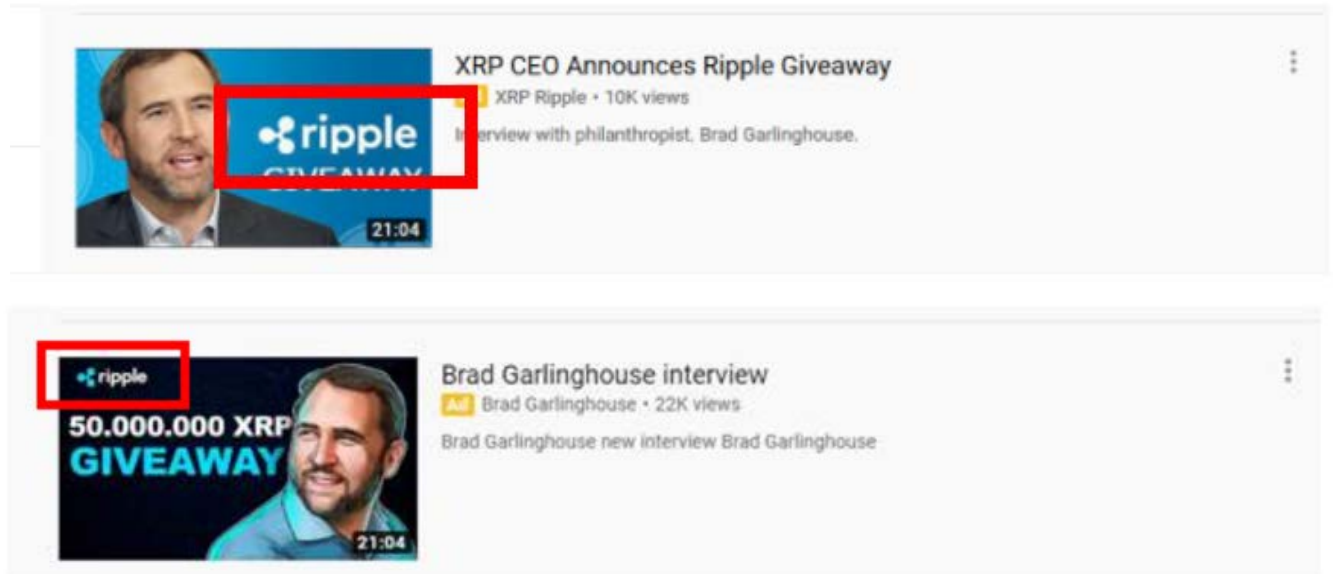 ripple
GIVEAWAY
21:04
XRP CEO Announces Ripple Giveaway
XRP Ripple • 10K views
Interview with philanthropist, Brad Garlinghouse.
ripple
50.000.000 XRP
GIVEAWAY
21:04
Brad Garlinghouse interview
Ad Brad Garlinghouse • 22K views
Brad Garlinghouse new interview Brad Garlinghouse